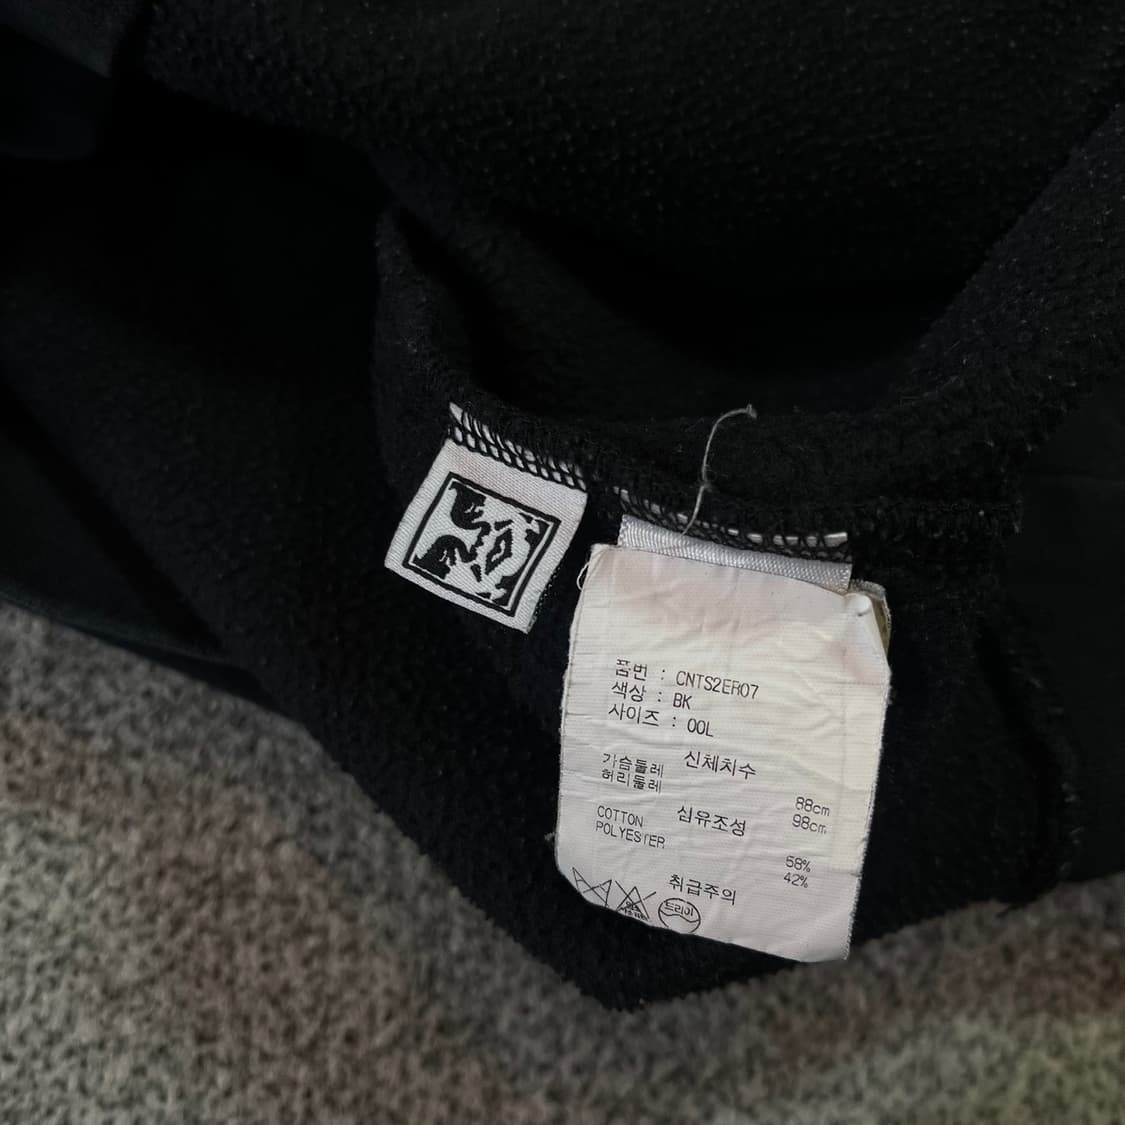 품번 : CNTS2ER07
색상 : BK
사이즈 : 00L
신체치수
가슴둘레 88cm
허리둘레 98cm
섬유조성
COTTON 58%
POLYESTER 42%
취급주의
드라이